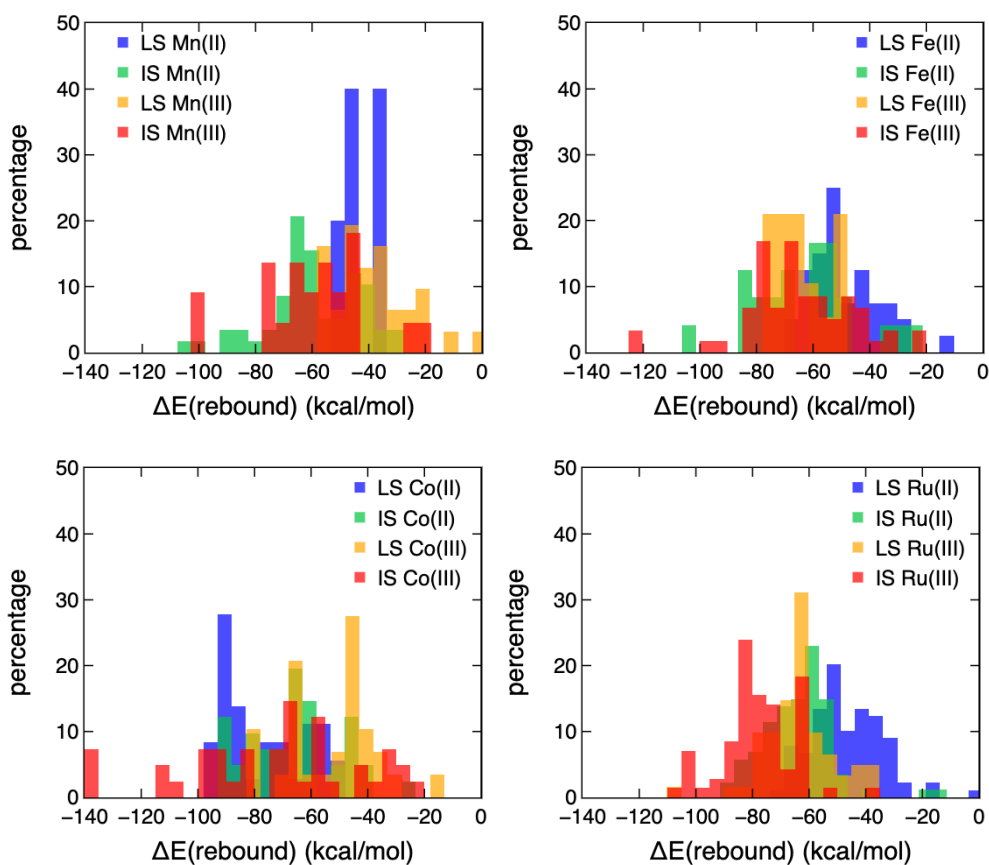 50
40
30
20
10
0
percentage
LS Mn(II)
IS Mn(II)
LS Mn(III)
IS Mn(III)
−140 −120 −100 −80 −60 −40 −20 0
ΔE(rebound) (kcal/mol)
50
40
30
20
10
0
percentage
LS Fe(II)
IS Fe(II)
LS Fe(III)
IS Fe(III)
−140 −120 −100 −80 −60 −40 −20 0
ΔE(rebound) (kcal/mol)
50
40
30
20
10
0
percentage
LS Co(II)
IS Co(II)
LS Co(III)
IS Co(III)
−140 −120 −100 −80 −60 −40 −20 0
ΔE(rebound) (kcal/mol)
50
40
30
20
10
0
percentage
LS Ru(II)
IS Ru(II)
LS Ru(III)
IS Ru(III)
−140 −120 −100 −80 −60 −40 −20 0
ΔE(rebound) (kcal/mol)